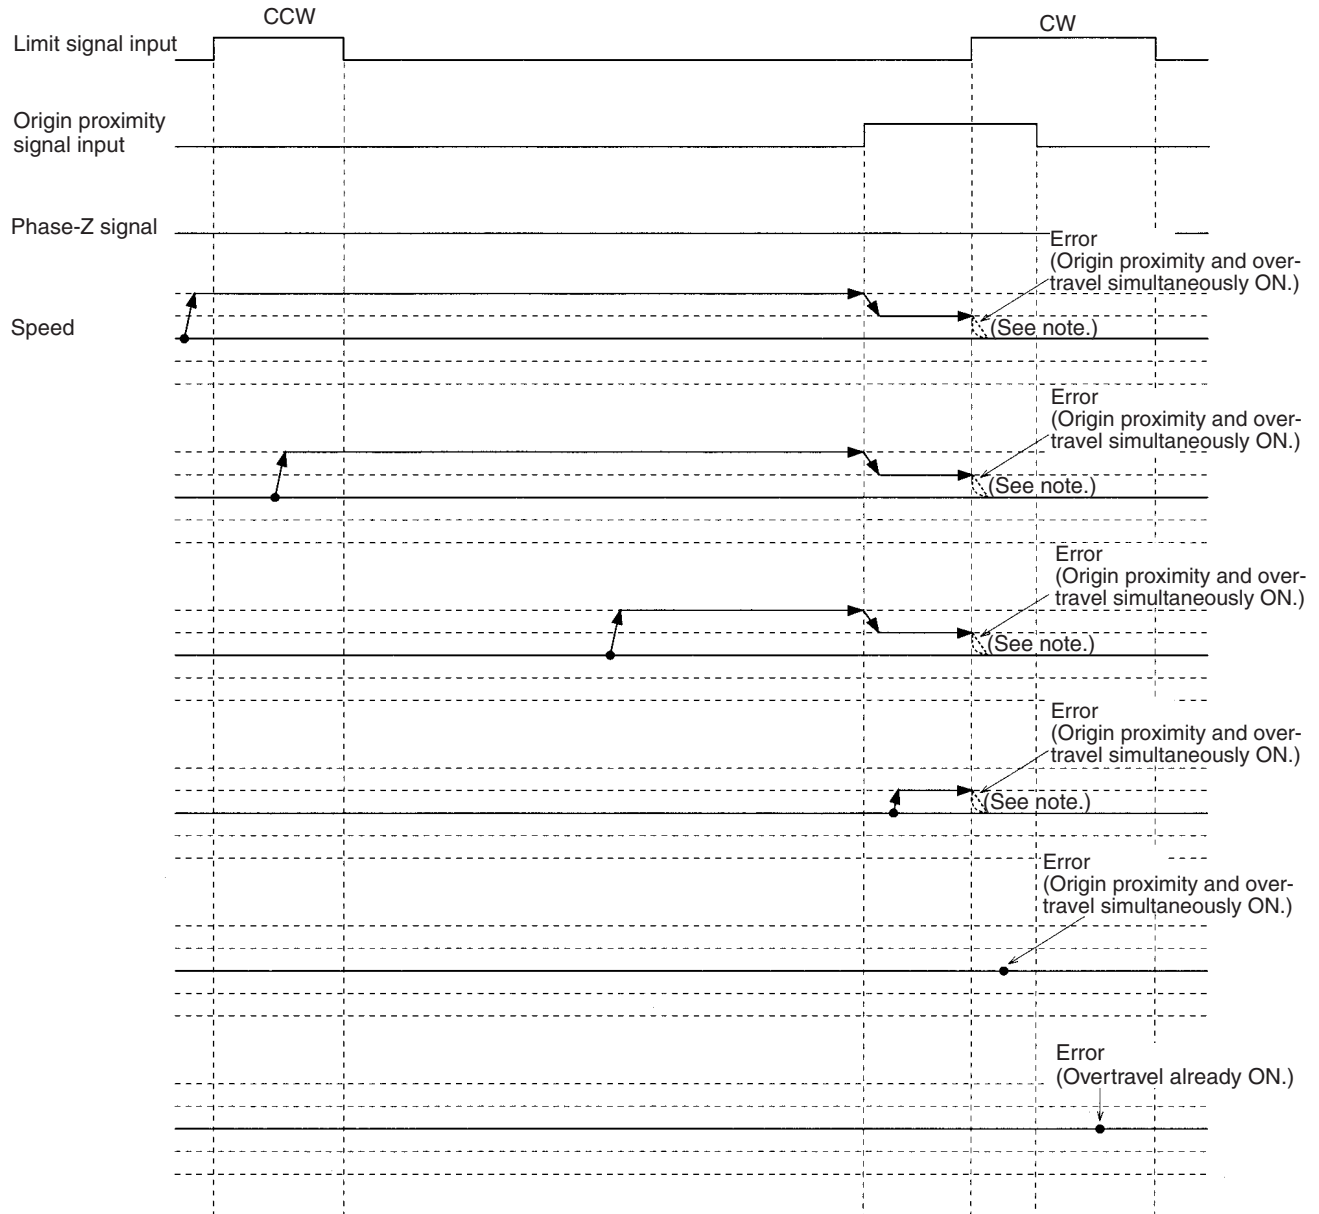 CCW
CW
Limit signal input
Origin proximity
signal input
Phase-Z signal
Error
(Origin proximity and over-
travel simultaneously ON.)
Speed
(See note.)
Error
(Origin proximity and over-
travel simultaneously ON.)
(See note.)
Error
(Origin proximity and over-
travel simultaneously ON.)
(See note.)
Error
(Origin proximity and over-
travel simultaneously ON.)
(See note.)
Error
(Origin proximity and over-
travel simultaneously ON.)
Error
(Overtravel already ON.)